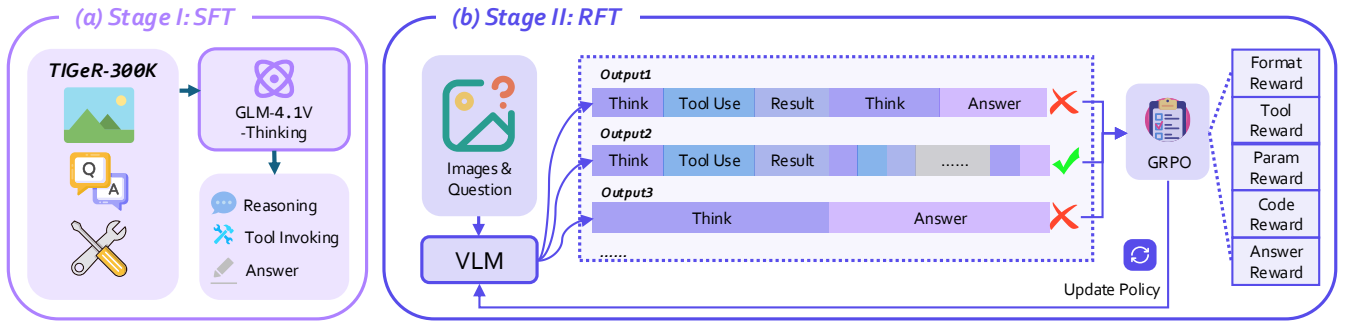 (a) Stage I: SFT
TIGeR-300K
Q
A
GLM-4.1V
-Thinking
Reasoning
Tool Invoking
Answer
(b) Stage II: RFT
Images &
Question
VLM
Output1
Think Tool Use Result Think Answer
Output2
Think Tool Use Result ......
Output3
Think Answer
......
GRPO
Update Policy
Format
Reward
Tool
Reward
Param
Reward
Code
Reward
Answer
Reward